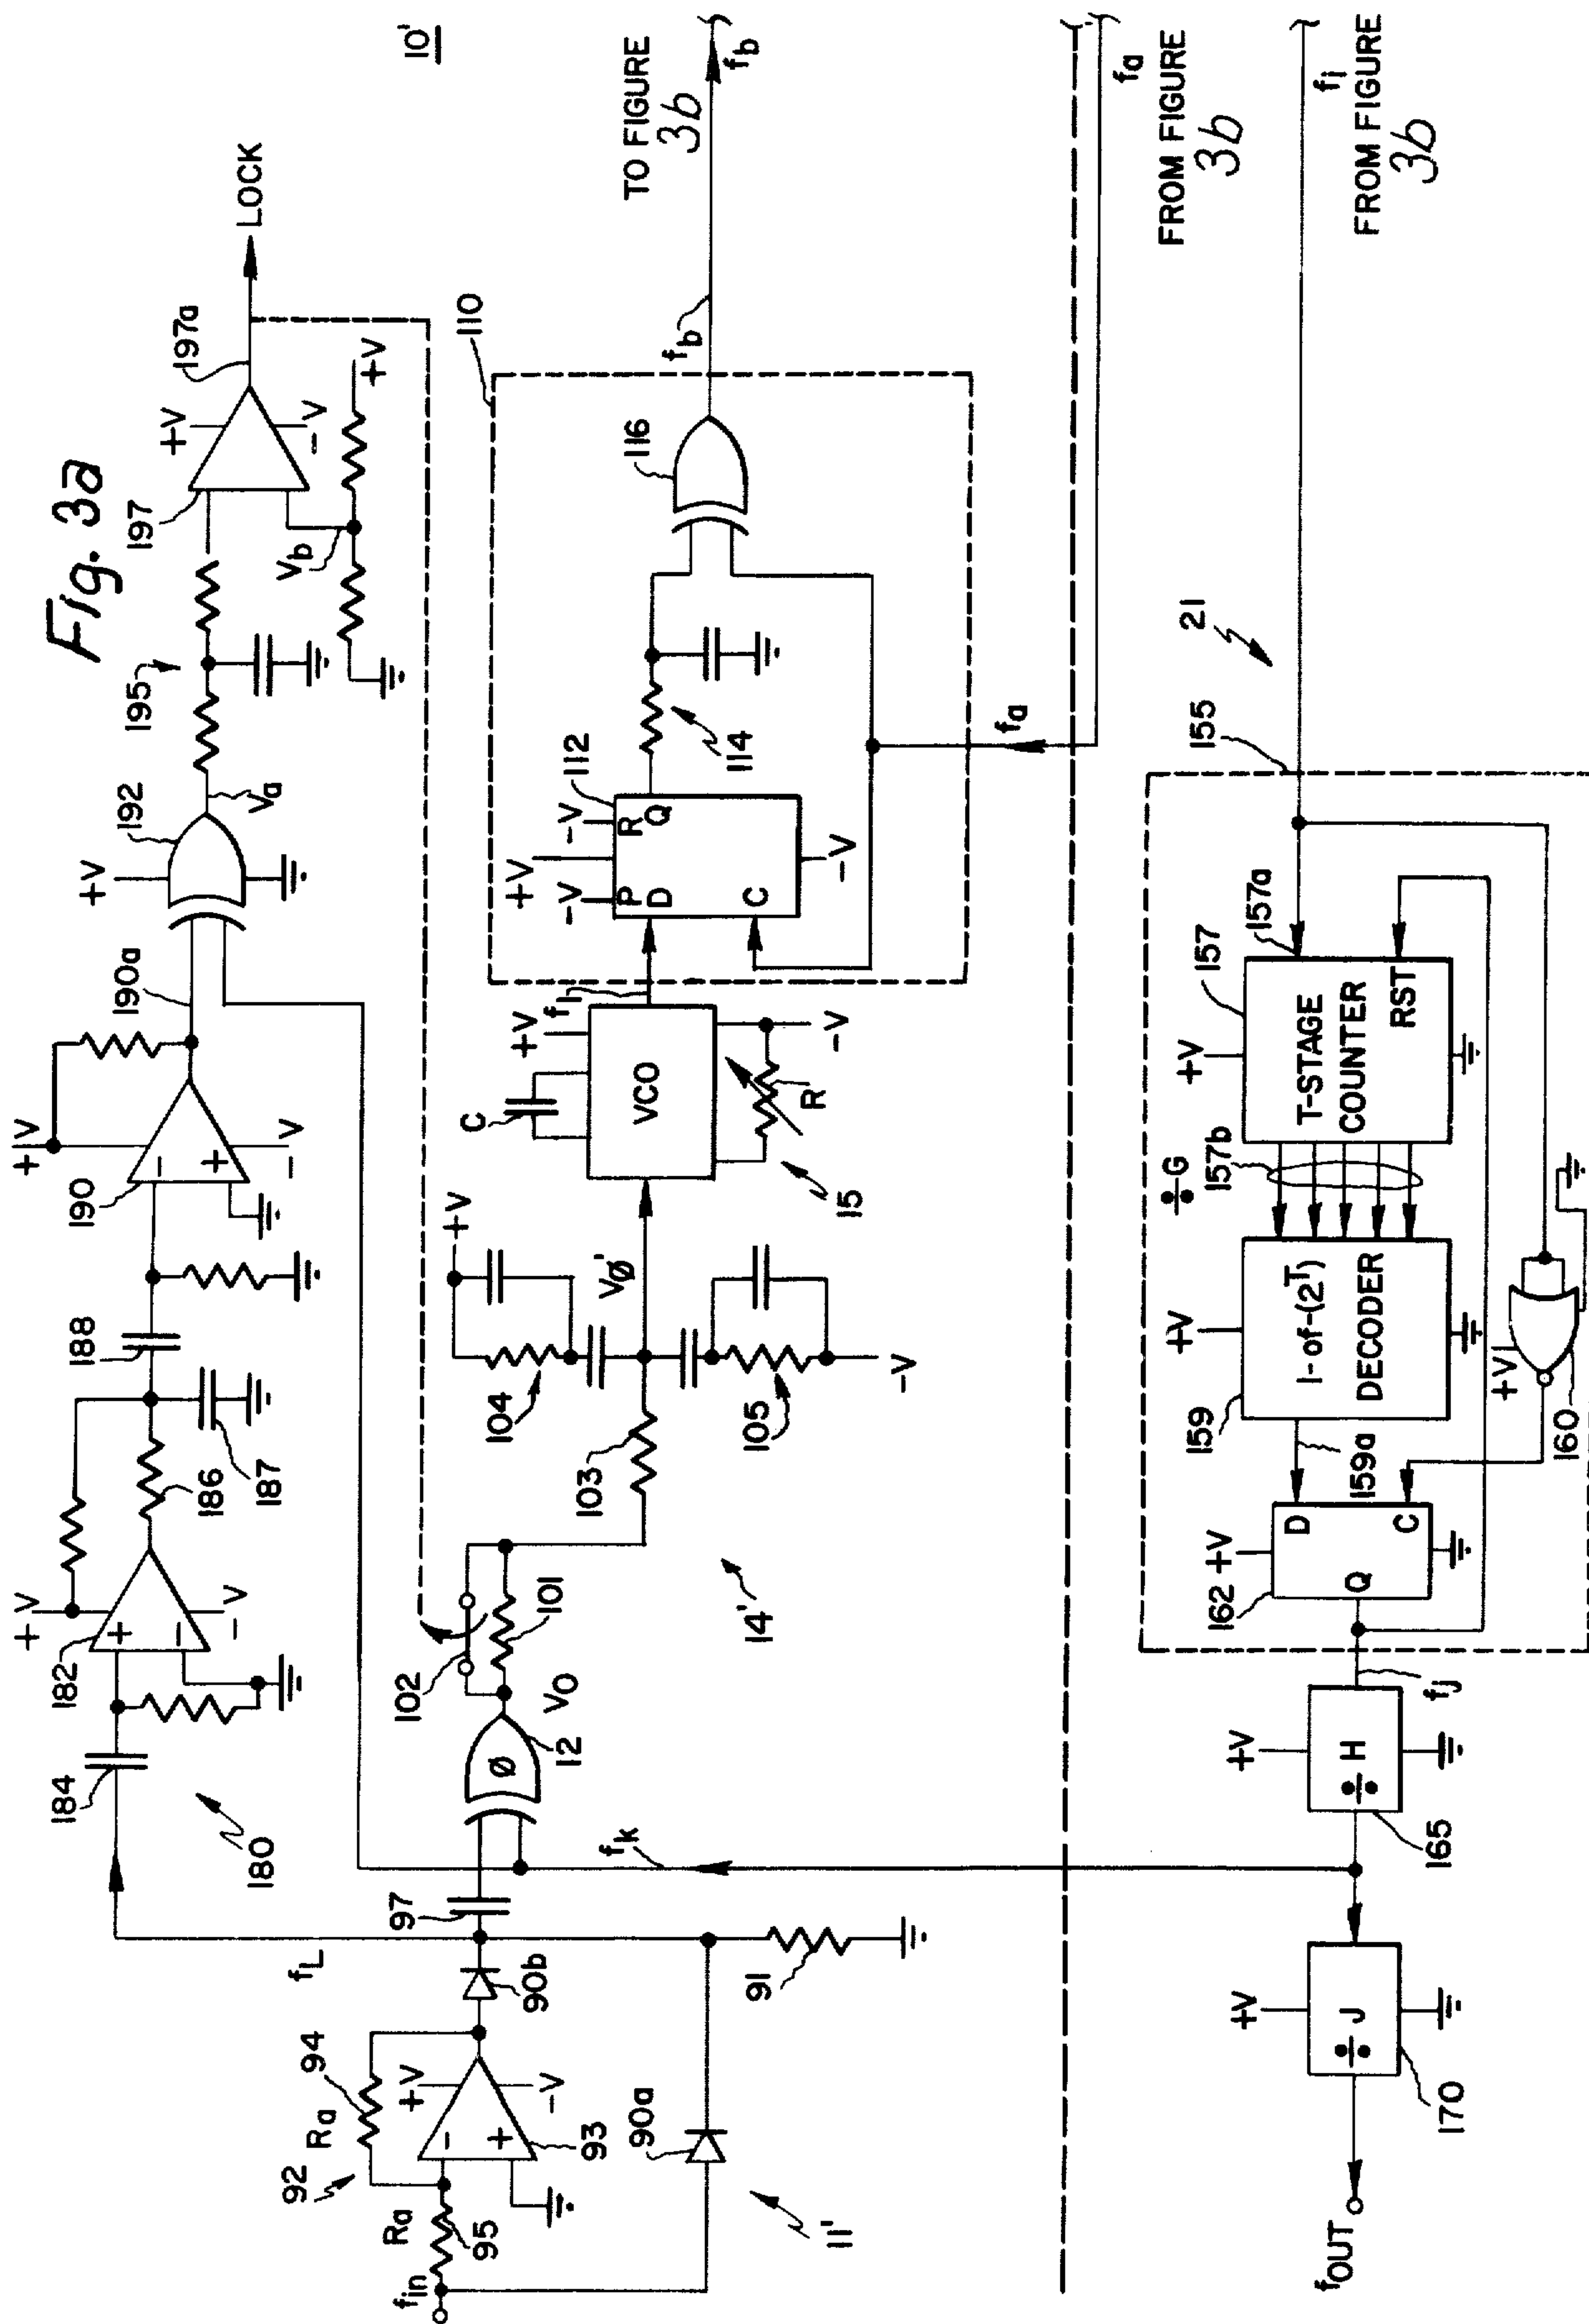 Fig. 3a
10'
LOCK
197a
+V
197
-V
+V
Vb
195
Va
192
+V
190a
+V
190
-
+
-V
188
187
186
+V
182
+
-
-V
184
180
fL
TO FIGURE
3b
fb
fb
110
116
114
112
+V
-V
-V
P
R
D
Q
C
-V
fa
fa
FROM FIGURE
3b
f1
+V
C
VCO
R
-V
15
Vø'
+V
104
103
105
-V
14'
102
101
VO
12
ø
97
fk
90b
91
94
Ra
92
+V
-V
-
+
93
90a
Ra
95
fin
11'
fi
FROM FIGURE
3b
21
155
157a
157
+V
T-STAGE
COUNTER
RST
÷G
157b
+V
159
1-of-(2T)
DECODER
159a
+V
160
+V
162
D
C
Q
fj
+V
÷ H
165
+V
÷ J
170
fOUT